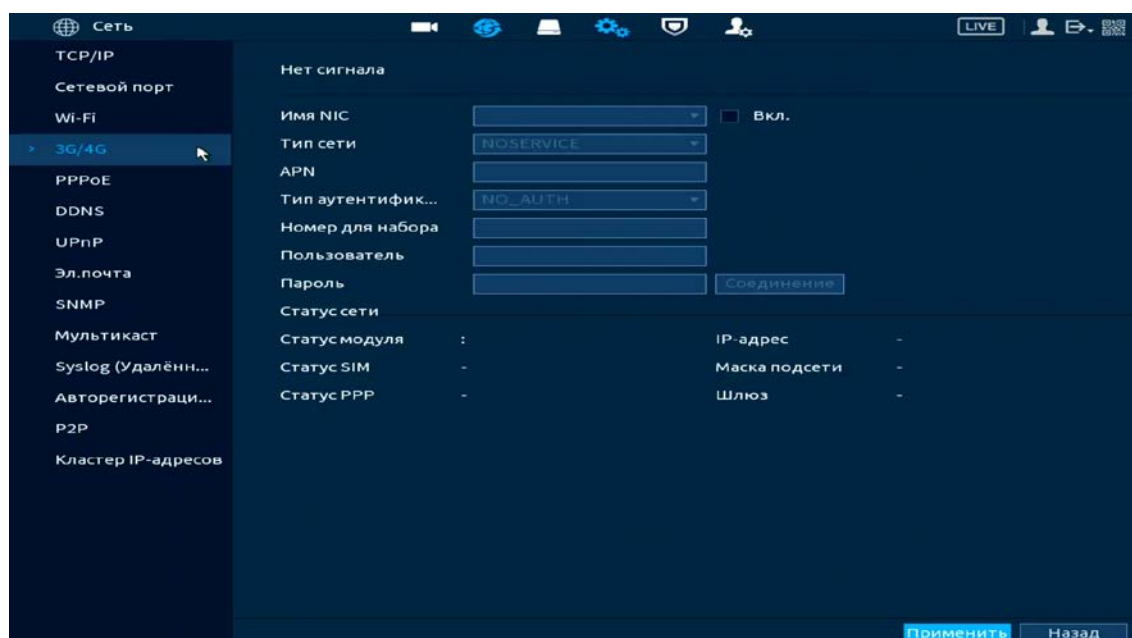 Сеть
LIVE
TCP/IP
Сетевой порт
Wi-Fi
3G/4G
PPPoE
DDNS
UPnP
Эл.почта
SNMP
Мультикаст
Syslog (Удалённ...
Авторегистраци...
P2P
Кластер IP-адресов
Нет сигнала
Имя NIC
Вкл.
Тип сети NOSERVICE
APN
Тип аутентифик... NO_AUTH
Номер для набора
Пользователь
Пароль Соединение
Статус сети
Статус модуля : IP-адрес -
Статус SIM - Маска подсети -
Статус PPP - Шлюз -
Применить Назад